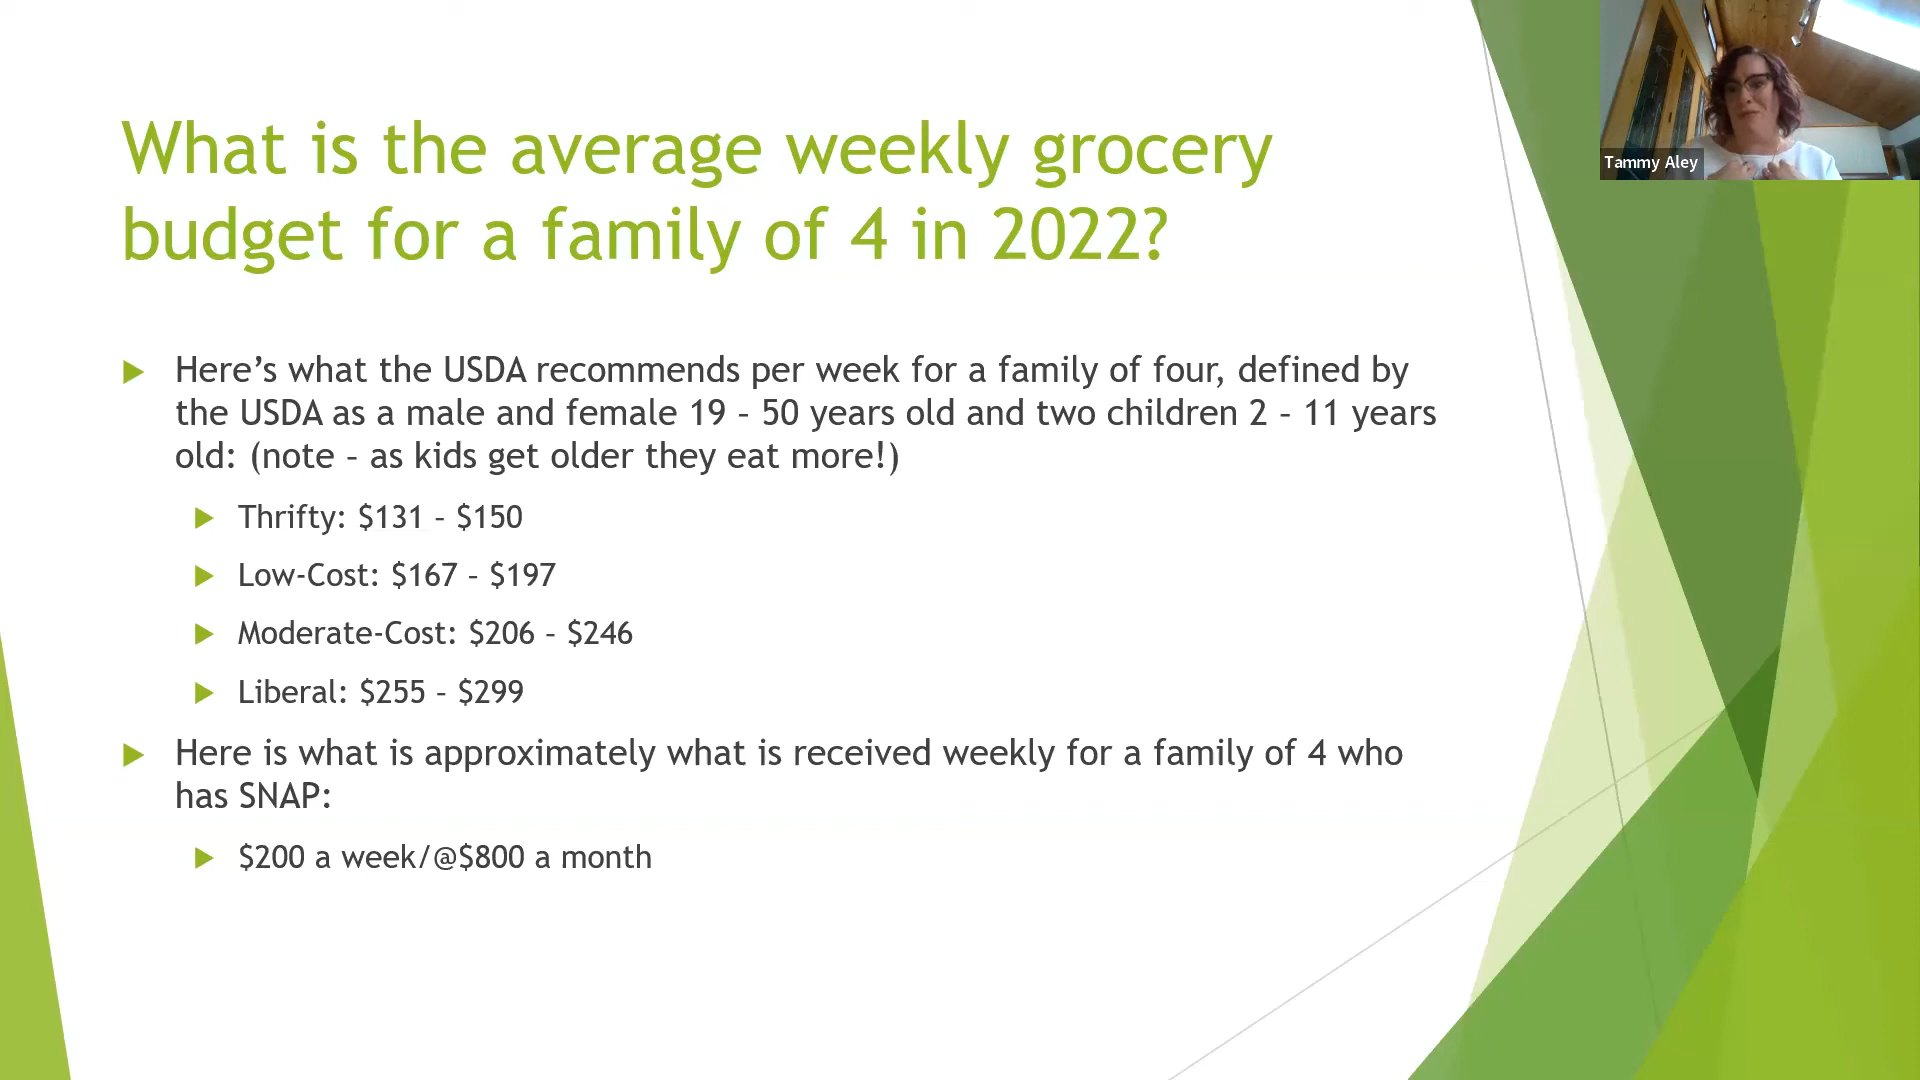 What is the average weekly grocery
budget for a family of 4 in 2022?
Tammy Aley
Here’s what the USDA recommends per week for a family of four, defined by
the USDA as a male and female 19 – 50 years old and two children 2 – 11 years
old: (note – as kids get older they eat more!)
Thrifty: $131 – $150
Low-Cost: $167 – $197
Moderate-Cost: $206 – $246
Liberal: $255 – $299
Here is what is approximately what is received weekly for a family of 4 who
has SNAP:
$200 a week/@$800 a month